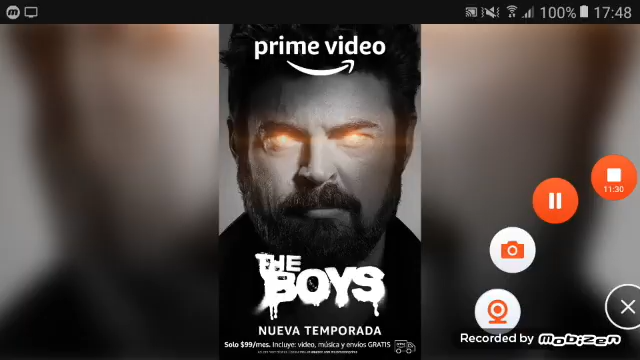 100% 17:48
prime video
11:30
THE
BOYS
NUEVA TEMPORADA
Solo $99/mes. Incluye: video, música y envíos GRATIS
Recorded by mobizen